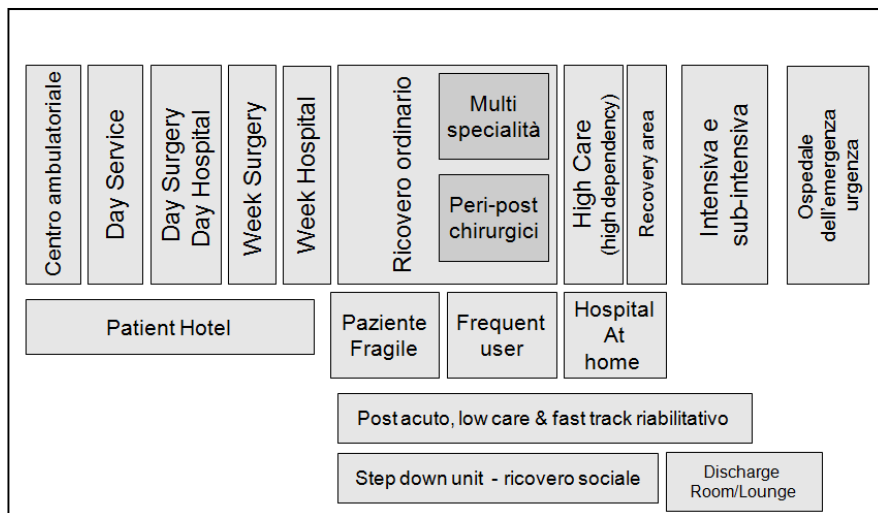 Centro ambulatoriale
Day Service
Day Surgery
Day Hospital
Week Surgery
Week Hospital
Ricovero ordinario
Multi
specialità
Peri-post
chirurgici
High Care
(high dependency)
Recovery area
Intensiva e
sub-intensiva
Ospedale
dell'emergenza
urgenza
Patient Hotel
Paziente
Fragile
Frequent
user
Hospital
At
home
Post acuto, low care & fast track riabilitativo
Step down unit - ricovero sociale
Discharge
Room/Lounge